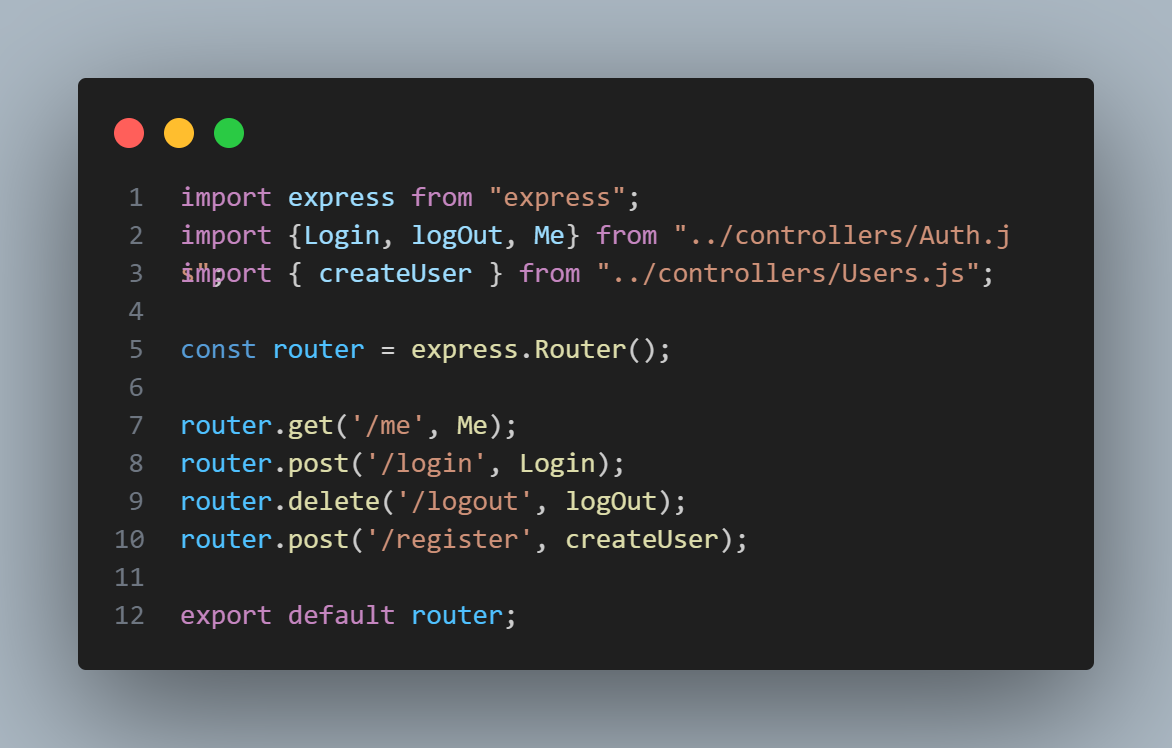 1 import express from "express";
2 import {Login, logOut, Me} from "../controllers/Auth.j
s";
3 import { createUser } from "../controllers/Users.js";
4
5 const router = express.Router();
6
7 router.get('/me', Me);
8 router.post('/login', Login);
9 router.delete('/logout', logOut);
10 router.post('/register', createUser);
11
12 export default router;